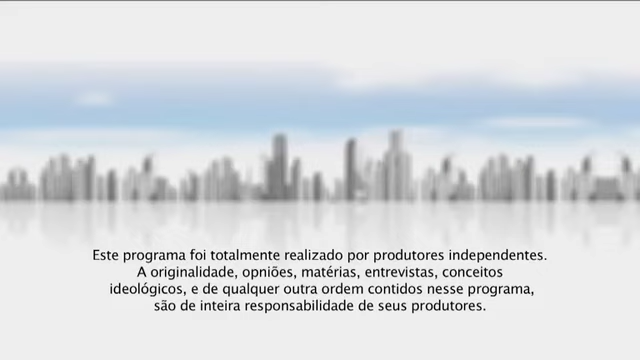 Este programa foi totalmente realizado por produtores independentes.
A originalidade, opniões, matérias, entrevistas, conceitos
ideológicos, e de qualquer outra ordem contidos nesse programa,
são de inteira responsabilidade de seus produtores.